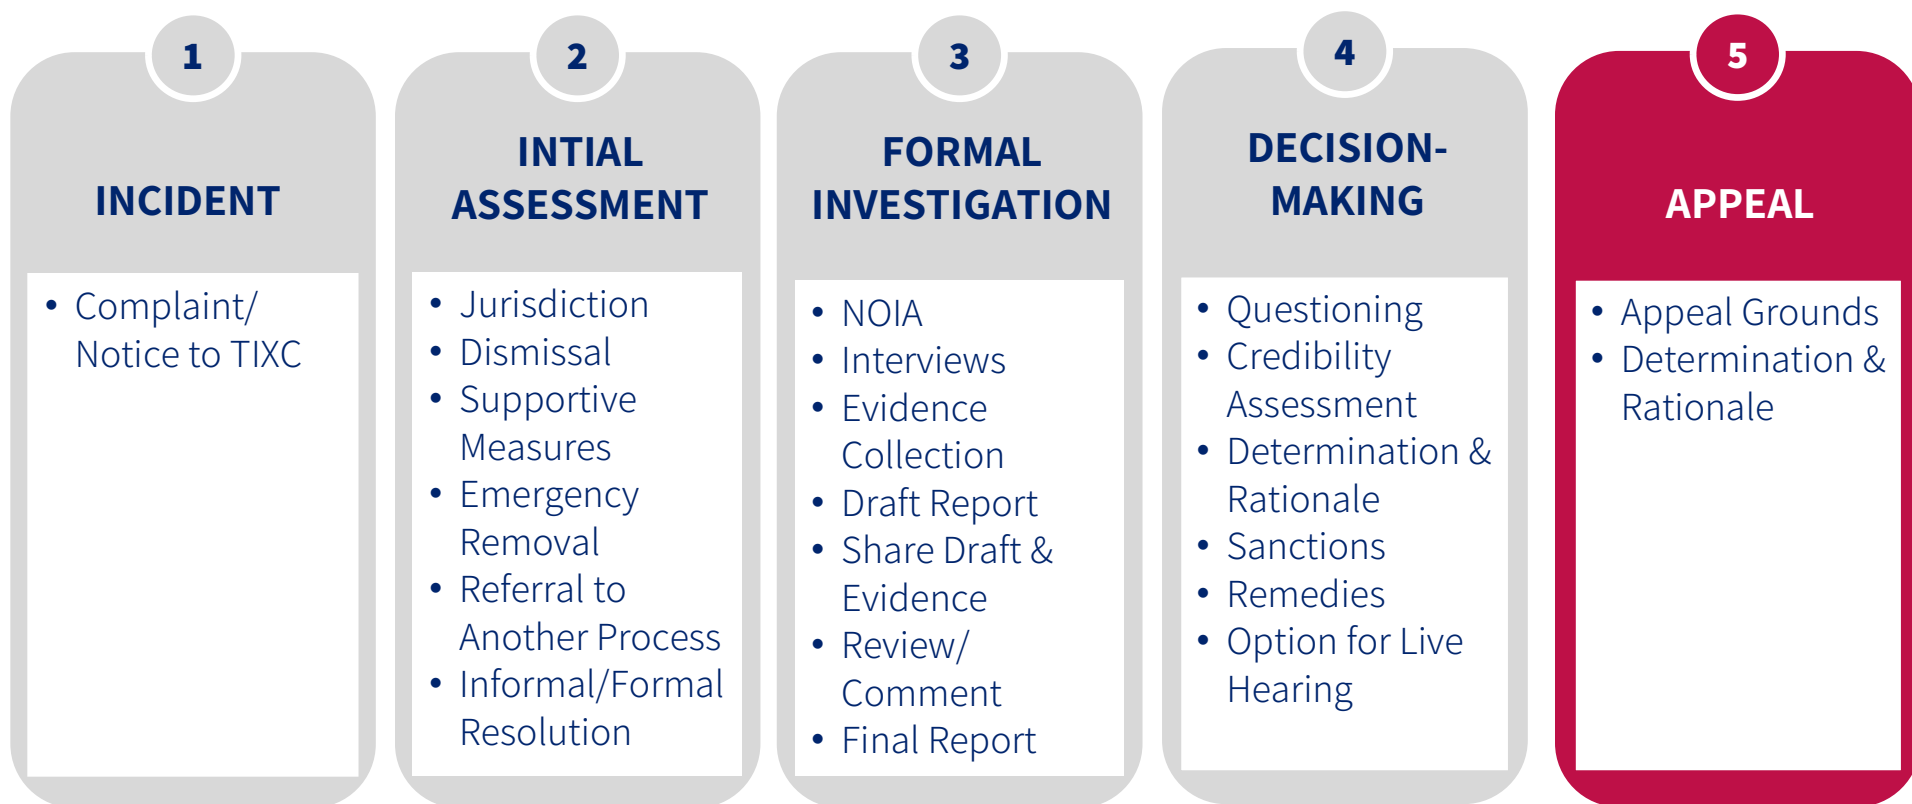 1
INCIDENT
• Complaint/
Notice to TIXC
2
INTIAL
ASSESSMENT
• Jurisdiction
• Dismissal
• Supportive
Measures
• Emergency
Removal
• Referral to
Another Process
• Informal/Formal
Resolution
3
FORMAL
INVESTIGATION
• NOIA
• Interviews
• Evidence
Collection
• Draft Report
• Share Draft &
Evidence
• Review/
Comment
• Final Report
4
DECISION-
MAKING
• Questioning
• Credibility
Assessment
• Determination &
Rationale
• Sanctions
• Remedies
• Option for Live
Hearing
5
APPEAL
• Appeal Grounds
• Determination &
Rationale